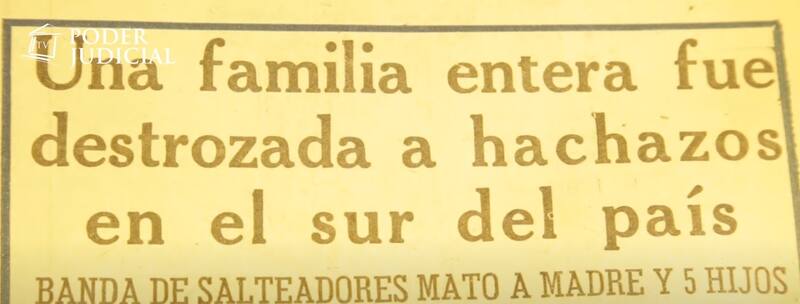 TV PODER
JUDICIAL
Una familia entera fue
destrozada a hachazos
en el sur del país
BANDA DE SALTEADORES MATO A MADRE Y 5 HIJOS